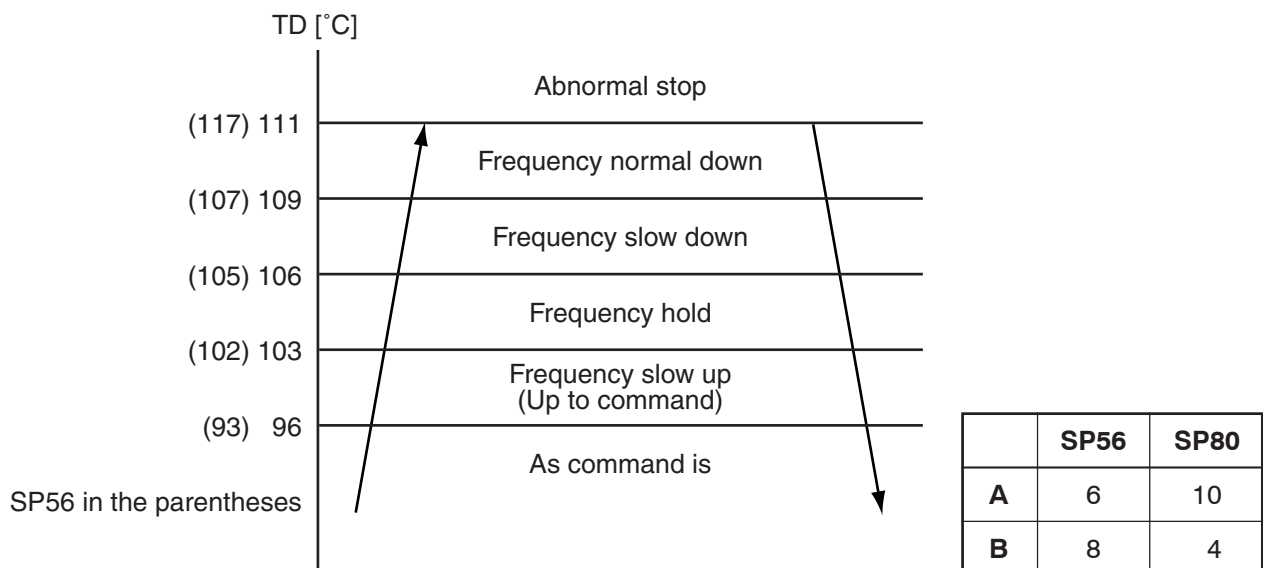 TD [˚C]
Abnormal stop
(117) 111
Frequency normal down
(107) 109
Frequency slow down
(105) 106
Frequency hold
(102) 103
Frequency slow up
(Up to command)
(93) 96
As command is
SP56 in the parentheses
SP56 SP80
A 6 10
B 8 4